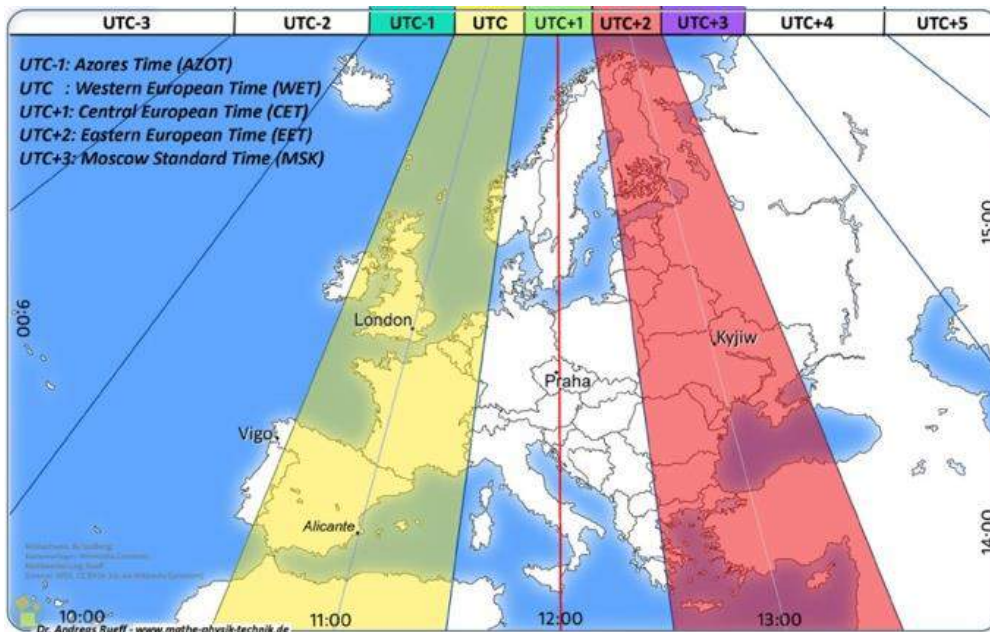 UTC-3 UTC-2 UTC-1 UTC UTC+1 UTC+2 UTC+3 UTC+4 UTC+5
UTC-1: Azores Time (AZOT)
UTC : Western European Time (WET)
UTC+1: Central European Time (CET)
UTC+2: Eastern European Time (EET)
UTC+3: Moscow Standard Time (MSK)
15:00
9:00
London
Kyjiw
Praha
Vigo
Alicante
14:00
10:00 11:00 12:00 13:00
Dr. Andreas Rueff - www.mathe-physik-technik.de